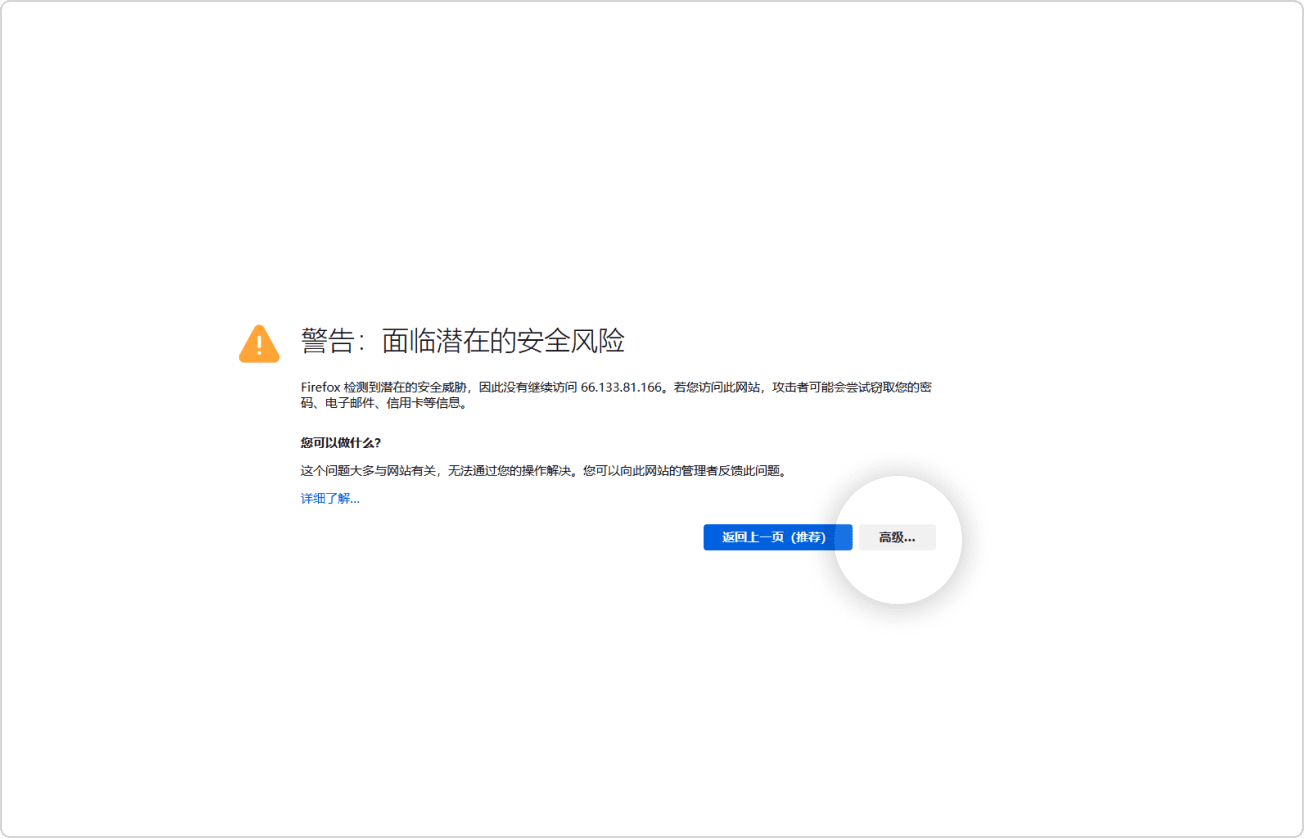 警告：面临潜在的安全风险
Firefox 检测到潜在的安全威胁，因此没有继续访问 66.133.81.166。若您访问此网站，攻击者可能会尝试窃取您的密
码、电子邮件、信用卡等信息。
您可以做什么？
这个问题大多与网站有关，无法通过您的操作解决。您可以向此网站的管理者反馈此问题。
详细了解...
返回上一页（推荐）
高级...